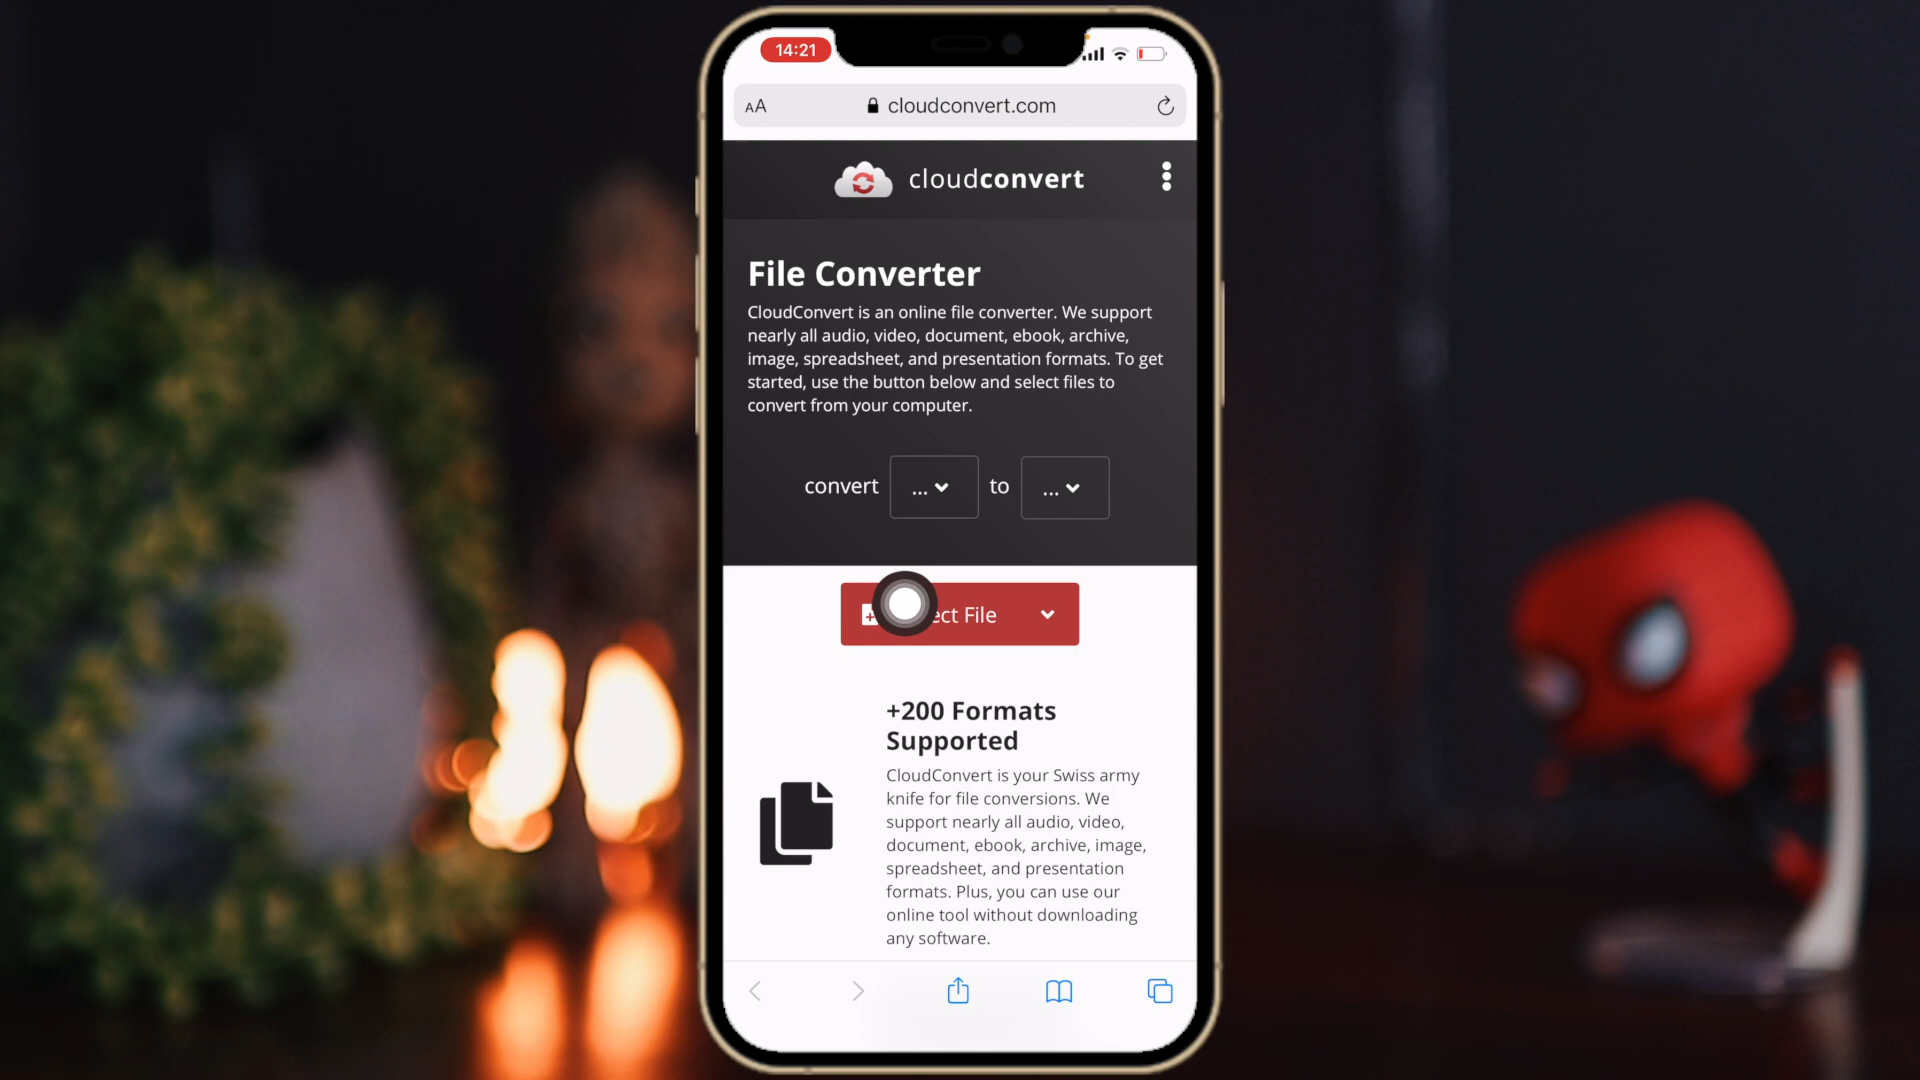 14:21
AA cloudconvert.com
cloudconvert
File Converter
CloudConvert is an online file converter. We support
nearly all audio, video, document, ebook, archive,
image, spreadsheet, and presentation formats. To get
started, use the button below and select files to
convert from your computer.
convert ... to ...
ect File
+200 Formats
Supported
CloudConvert is your Swiss army
knife for file conversions. We
support nearly all audio, video,
document, ebook, archive, image,
spreadsheet, and presentation
formats. Plus, you can use our
online tool without downloading
any software.